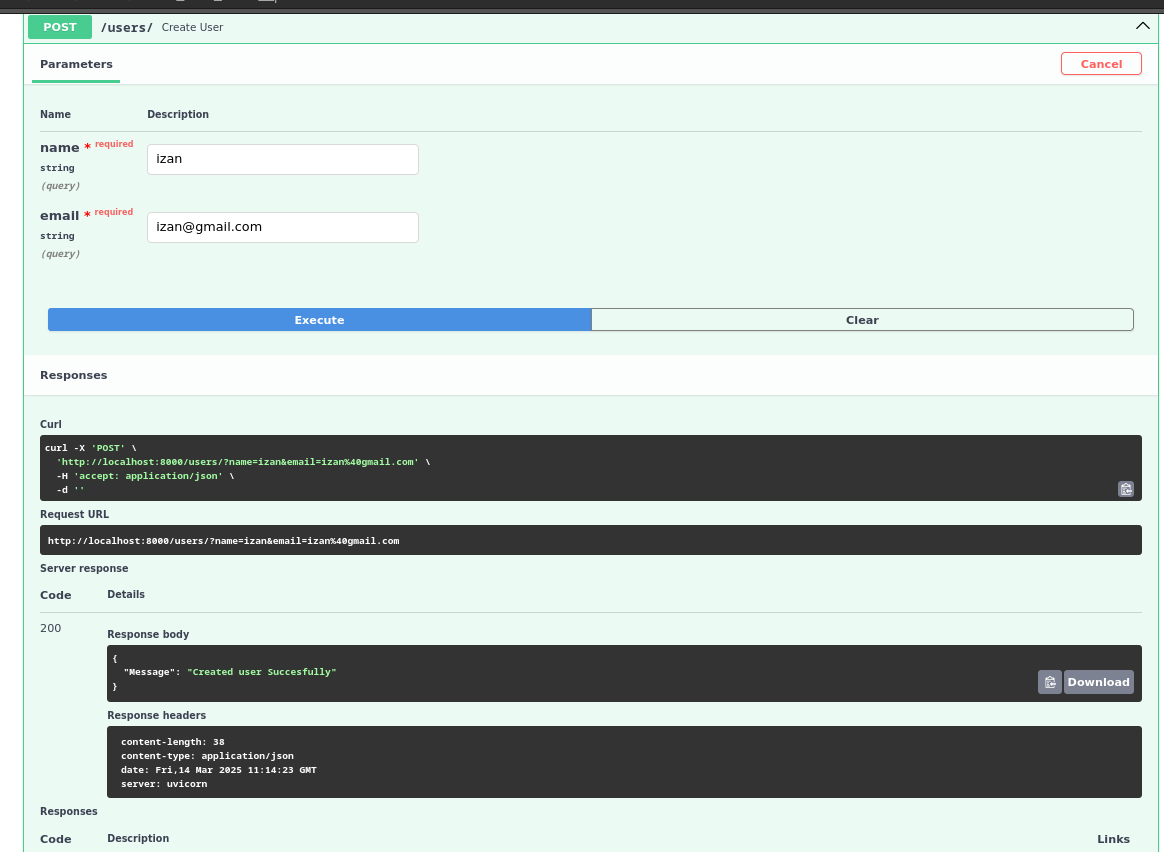 POST /users/ Create User
Parameters
Cancel
Name Description
name * required
string
(query)
izan
email * required
string
(query)
izan@gmail.com
Execute Clear
Responses
Curl
curl -X 'POST' \
'http://localhost:8000/users/?name=izan&email=izan%40gmail.com' \
-H 'accept: application/json' \
-d ''
Request URL
http://localhost:8000/users/?name=izan&email=izan%40gmail.com
Server response
Code Details
200
Response body
{
"Message": "Created user Succesfully"
}
Download
Response headers
content-length: 38
content-type: application/json
date: Fri,14 Mar 2025 11:14:23 GMT
server: uvicorn
Responses
Code Description Links